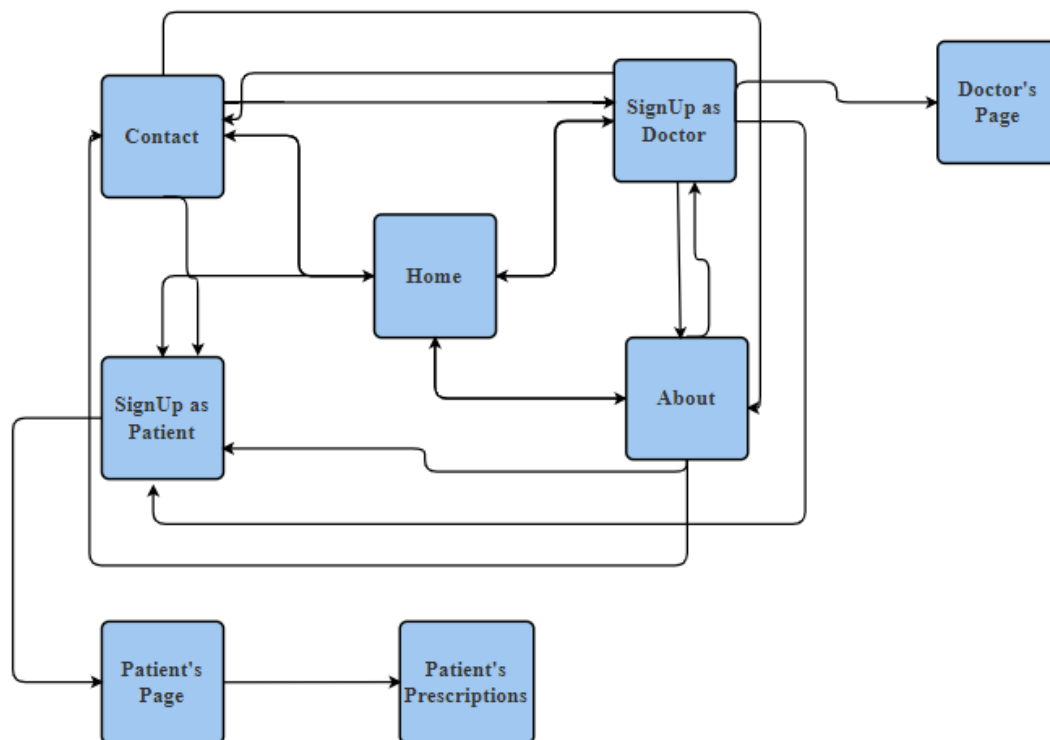 Contact
SignUp as
Doctor
Doctor's
Page
Home
SignUp as
Patient
About
Patient's
Page
Patient's
Prescriptions